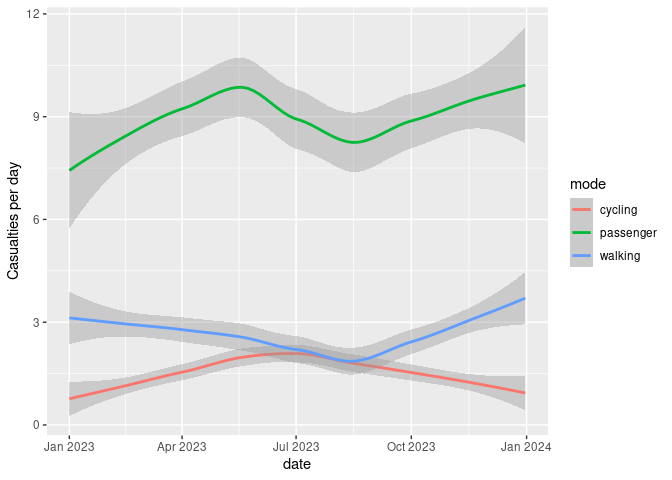 12
9
6
3
0
Casualties per day
Jan 2023 Apr 2023 Jul 2023 Oct 2023 Jan 2024
date
mode
cycling
passenger
walking